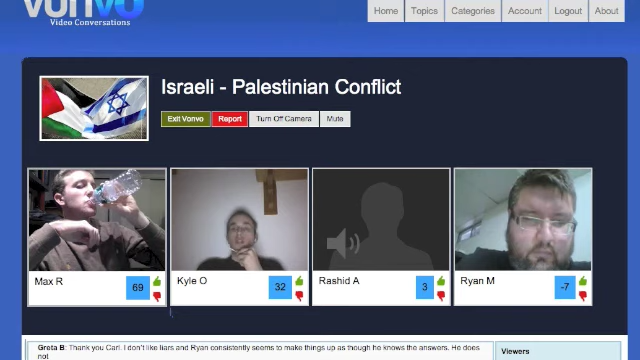 vonvo
Video Conversations
Home Topics Categories Account Logout About
Israeli - Palestinian Conflict
Exit Vonvo Report Turn Off Camera Mute
Max R 69
Kyle O 32
Rashid A 3
Ryan M -7
Greta B: Thank you Carl. I don't like liars and Ryan consistently seems to make things up as though he knows the answers. He does
not
Viewers